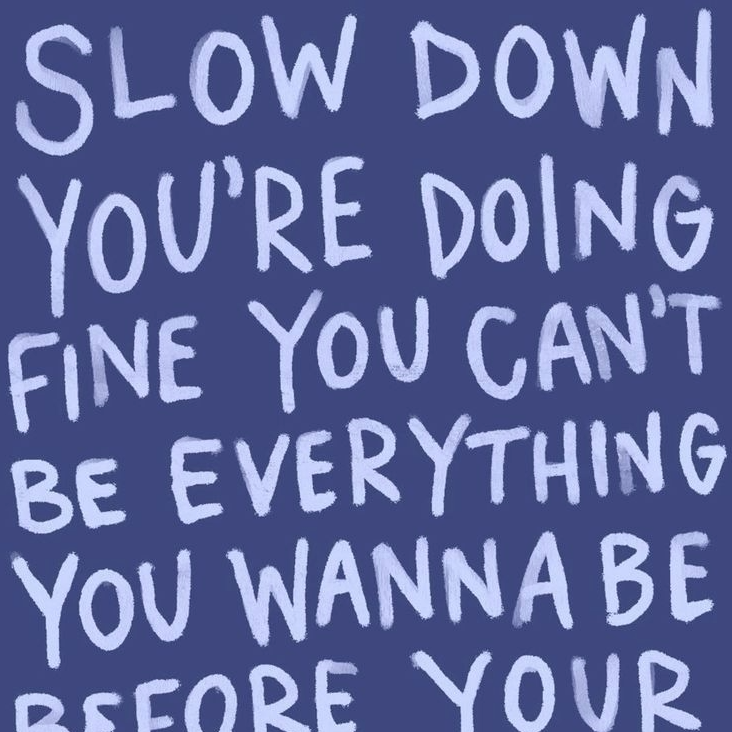 SLOW DOWN
YOU'RE DOING
FINE YOU CAN'T
BE EVERYTHING
YOU WANNA BE
BEFORE YOUR